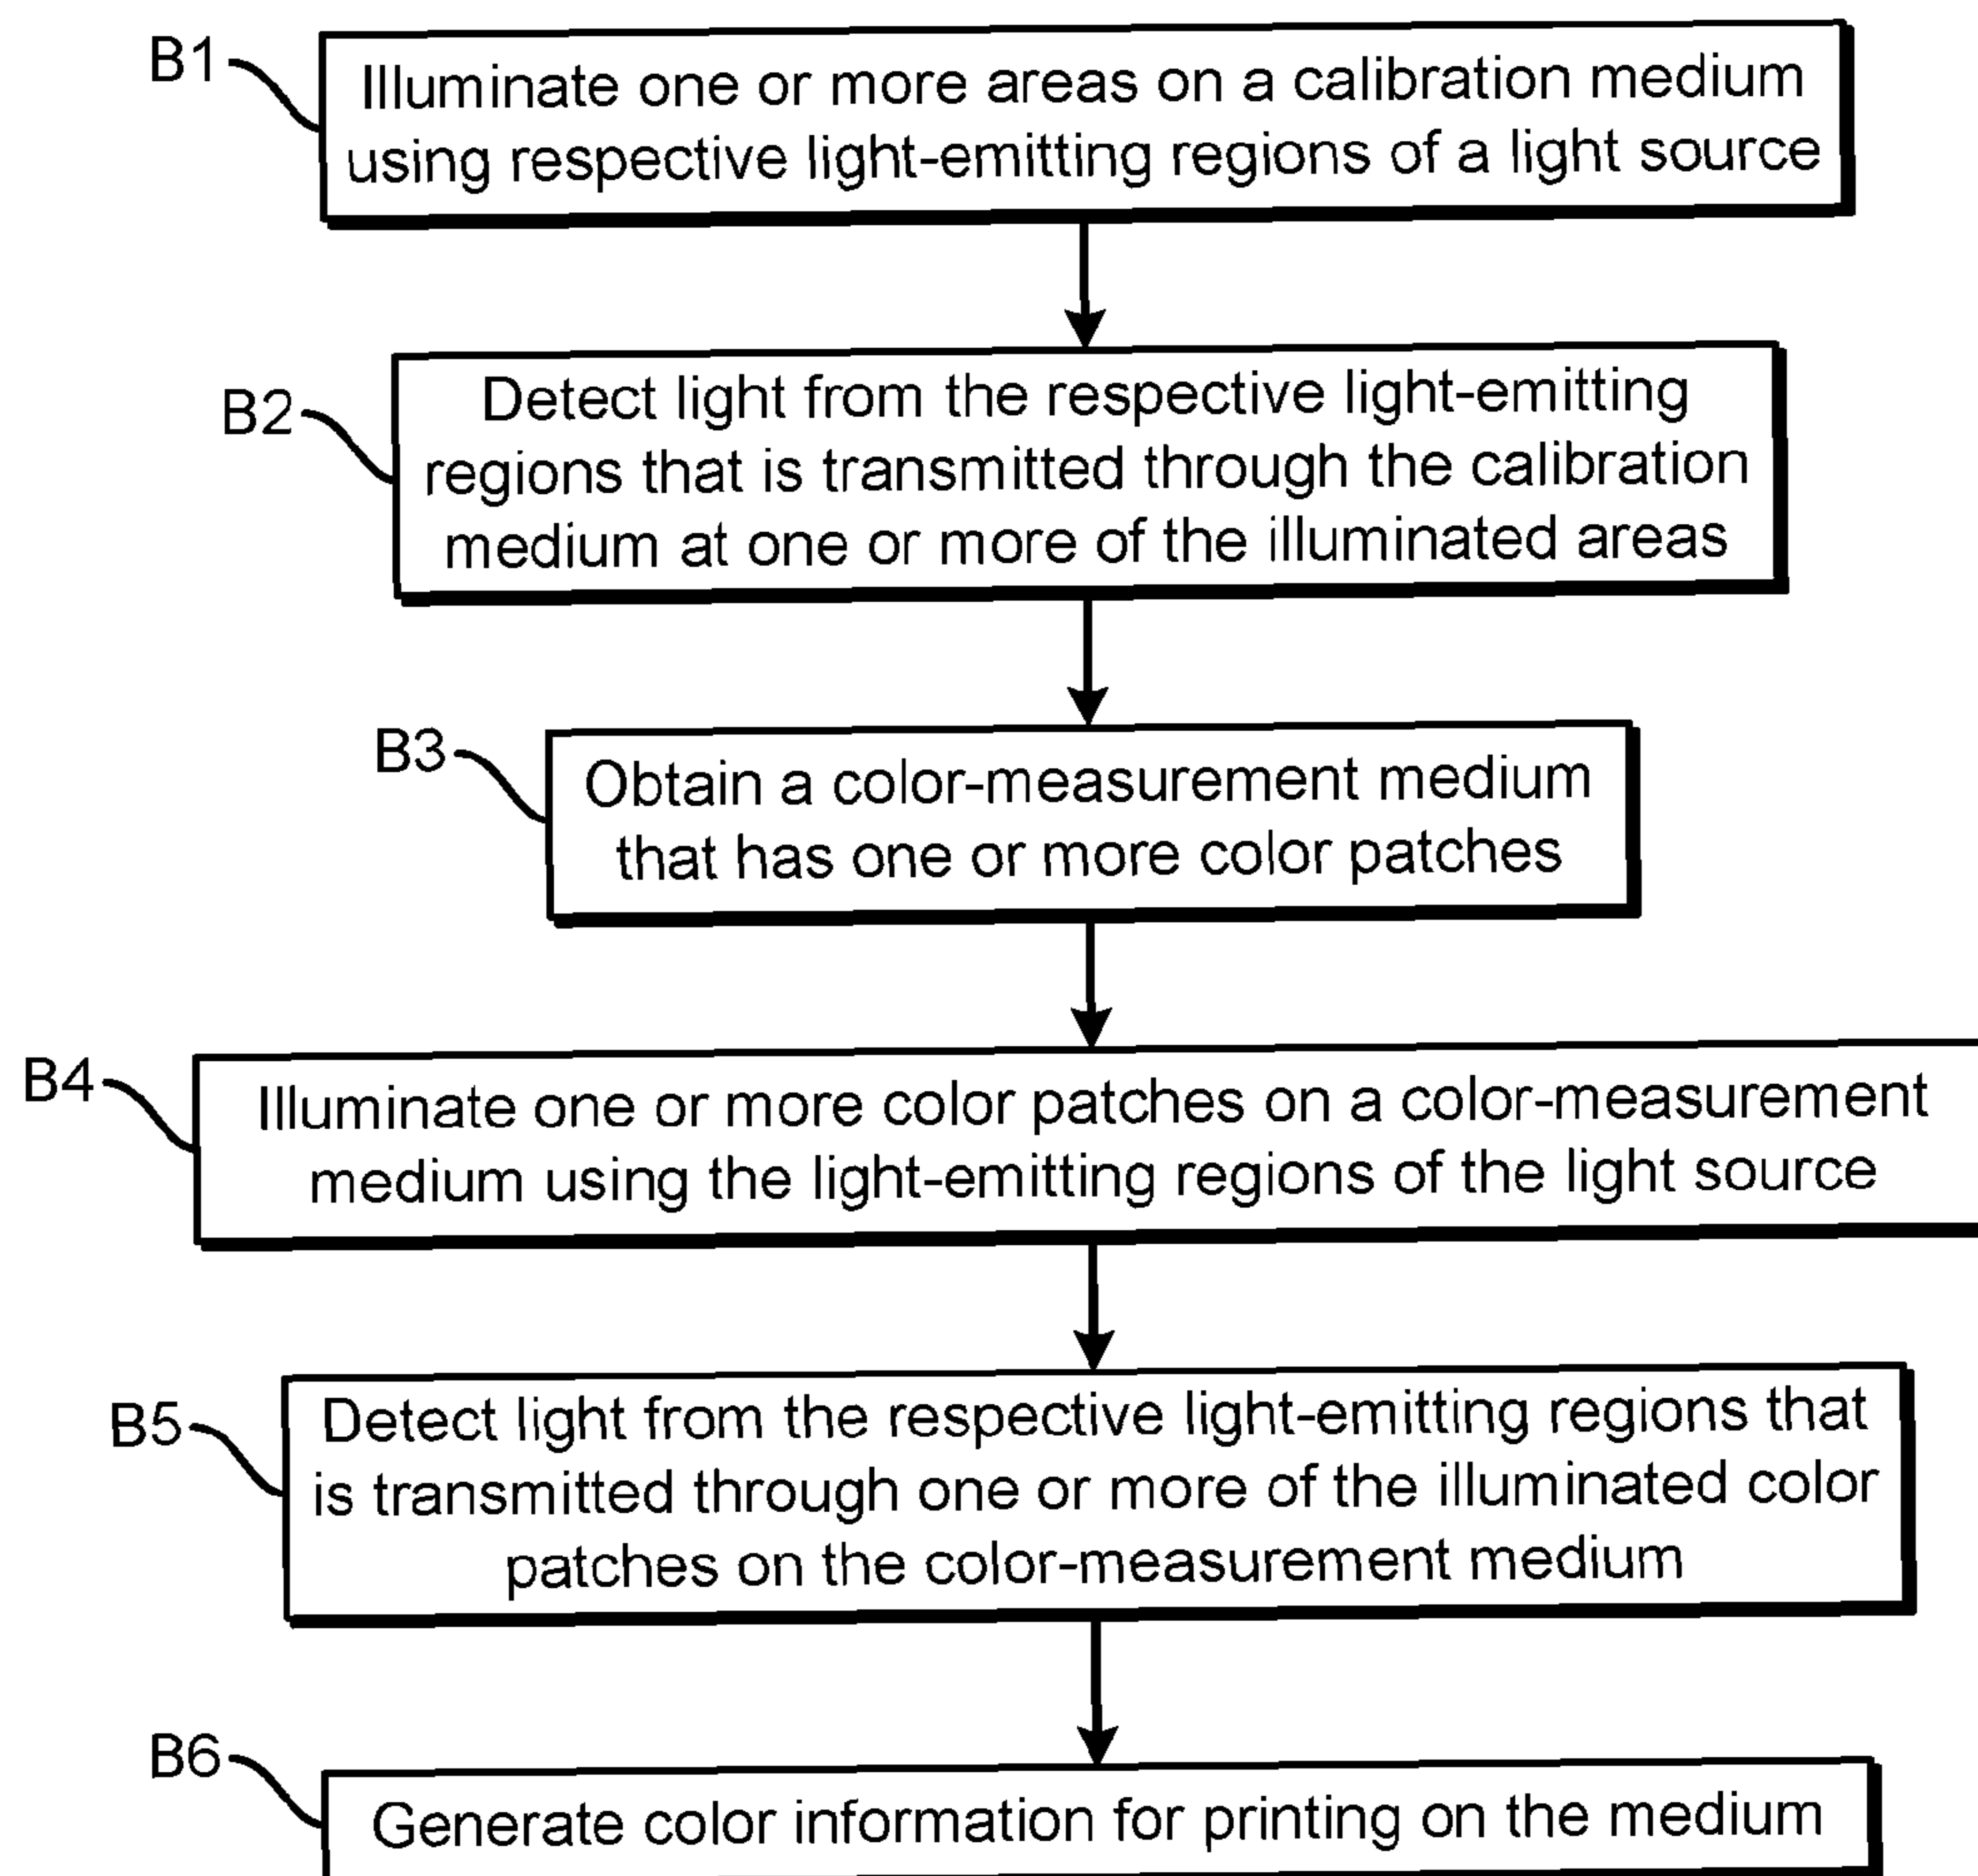 B1
Illuminate one or more areas on a calibration medium
using respective light-emitting regions of a light source
B2
Detect light from the respective light-emitting
regions that is transmitted through the calibration
medium at one or more of the illuminated areas
B3
Obtain a color-measurement medium
that has one or more color patches
B4
Illuminate one or more color patches on a color-measurement
medium using the light-emitting regions of the light source
B5
Detect light from the respective light-emitting regions that
is transmitted through one or more of the illuminated color
patches on the color-measurement medium
B6
Generate color information for printing on the medium